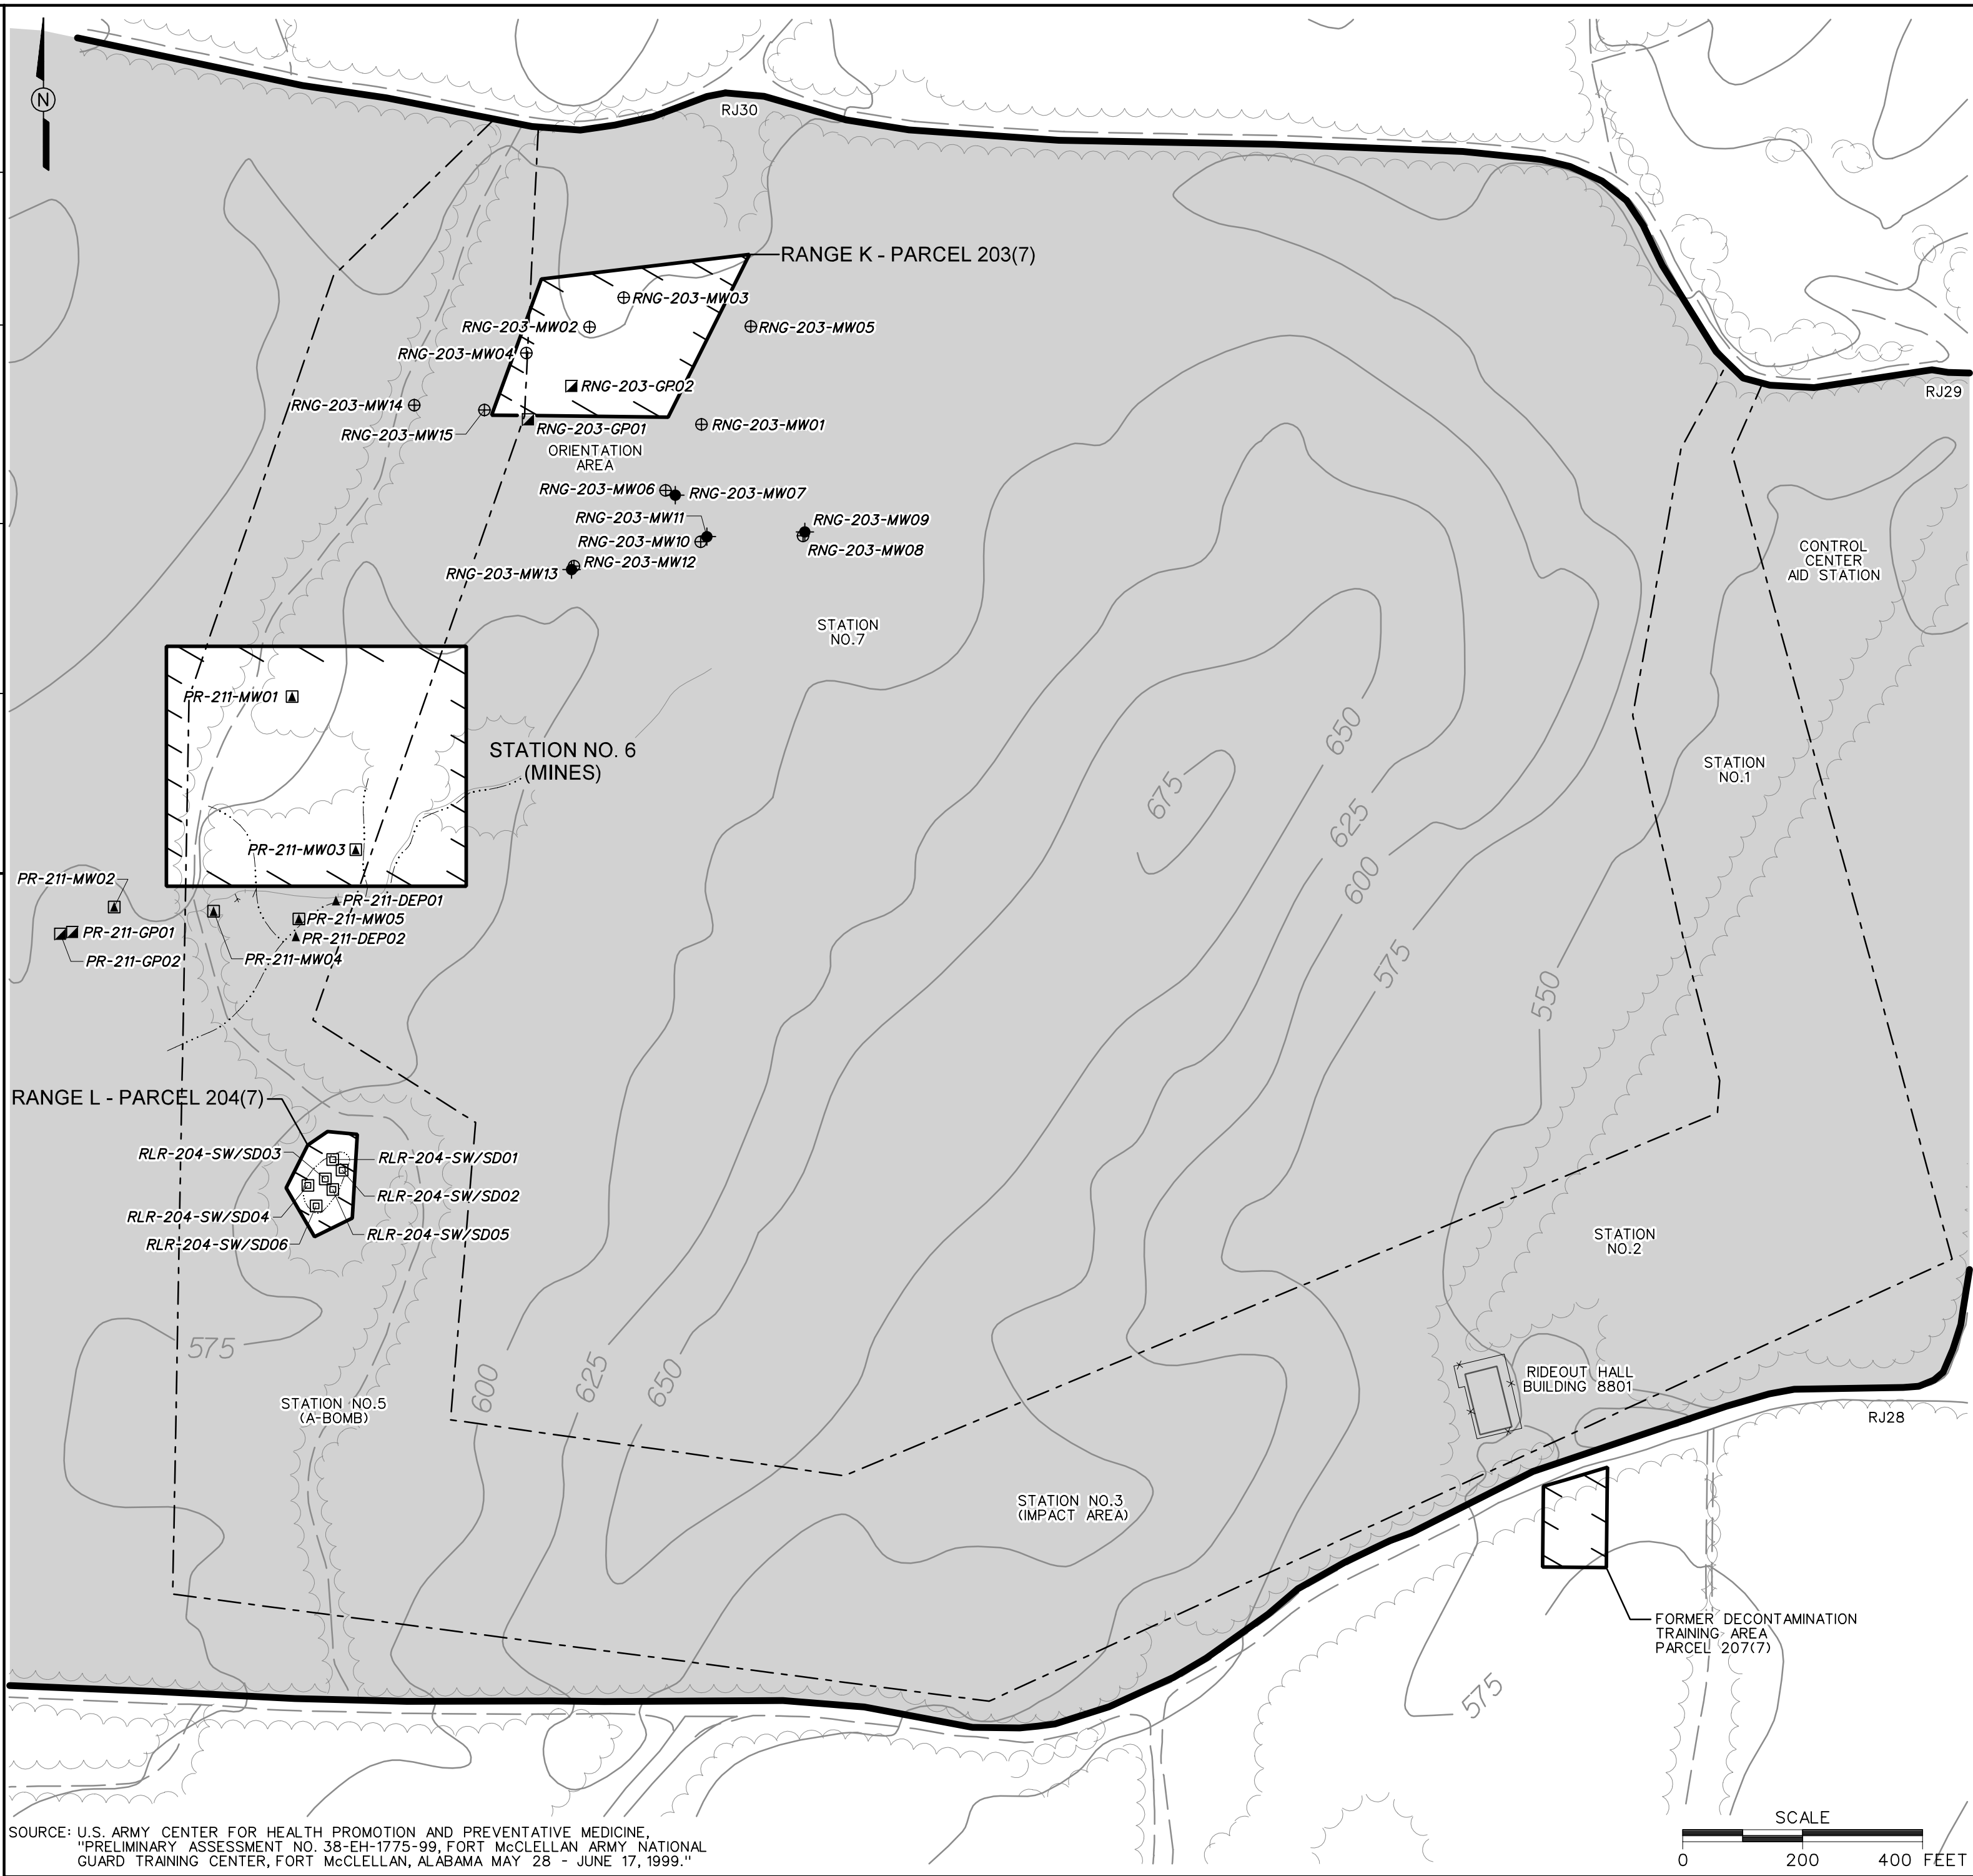 N
RJ30
RANGE K - PARCEL 203(7)
RNG-203-MW03
RNG-203-MW02
RNG-203-MW05
RNG-203-MW04
RNG-203-GP02
RJ29
RNG-203-MW14
RNG-203-MW15
RNG-203-GP01
RNG-203-MW01
ORIENTATION
AREA
RNG-203-MW06
RNG-203-MW07
RNG-203-MW11
RNG-203-MW09
RNG-203-MW10
RNG-203-MW08
RNG-203-MW12
RNG-203-MW13
CONTROL
CENTER
AID STATION
STATION
NO.7
PR-211-MW01
STATION NO. 6
(MINES)
650
675
625
600
STATION
NO.1
PR-211-MW03
PR-211-MW02
PR-211-DEP01
PR-211-MW05
PR-211-GP01
PR-211-DEP02
PR-211-GP02
PR-211-MW04
575
550
RANGE L - PARCEL 204(7)
RLR-204-SW/SD03
RLR-204-SW/SD01
RLR-204-SW/SD02
RLR-204-SW/SD04
RLR-204-SW/SD05
RLR-204-SW/SD06
STATION
NO.2
575
600
625
650
STATION NO.5
(A-BOMB)
RIDEOUT HALL
BUILDING 8801
RJ28
STATION NO.3
(IMPACT AREA)
FORMER DECONTAMINATION
TRAINING AREA
PARCEL 207(7)
575
SOURCE: U.S. ARMY CENTER FOR HEALTH PROMOTION AND PREVENTATIVE MEDICINE,
"PRELIMINARY ASSESSMENT NO. 38-EH-1775-99, FORT McCLELLAN ARMY NATIONAL
GUARD TRAINING CENTER, FORT McCLELLAN, ALABAMA MAY 28 - JUNE 17, 1999."
SCALE
0 200 400 FEET